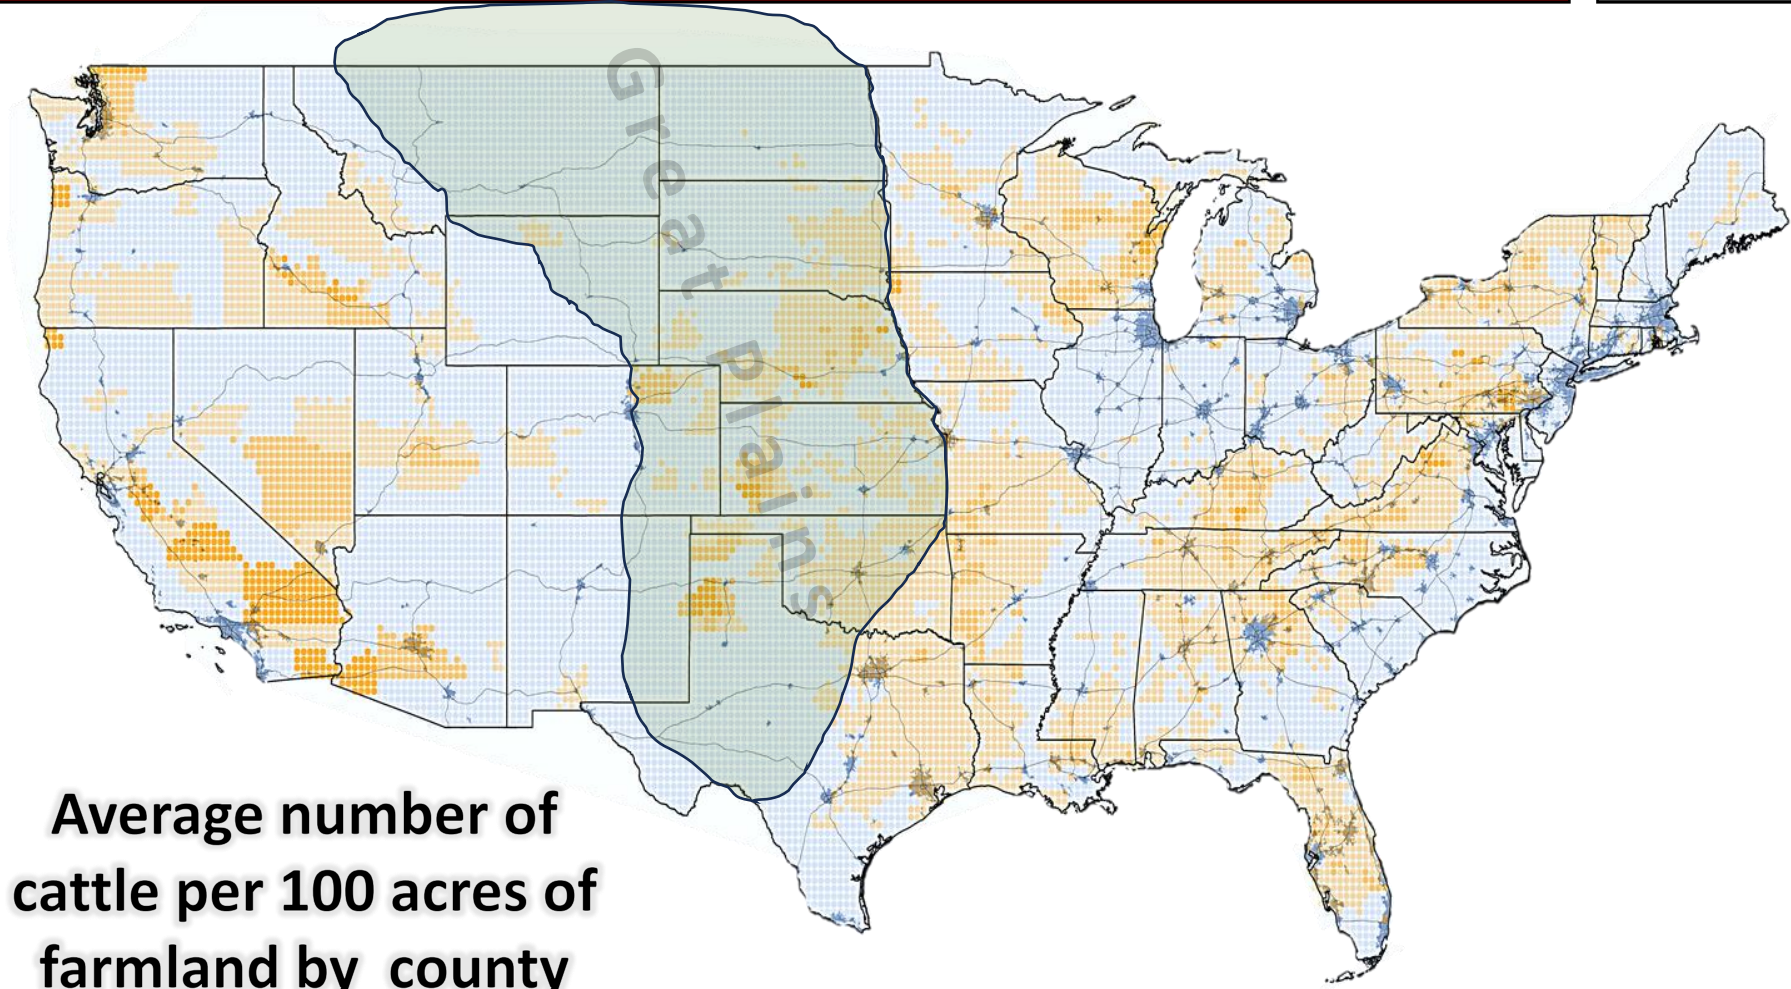 Great Plains
Average number of
cattle per 100 acres of
farmland by county